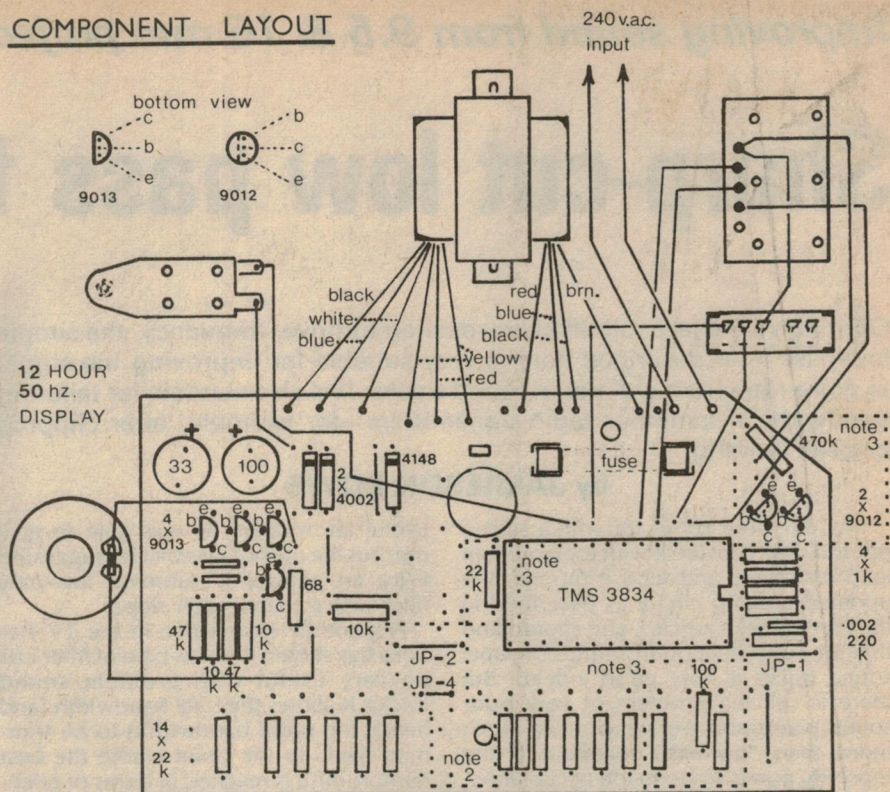 COMPONENT LAYOUT
240 v.a.c.
input
bottom view
c
b
e
9013
b
c
e
9012
black
white
blue
red
blue
black
yellow
red
brn.
12 HOUR
50 hz.
DISPLAY
+
33
+
100
2
X
4002
4148
fuse
470k
note
3
2
X
9012
e
b
c
e
b
c
4
X
9013
e
b
c
e
b
c
e
b
c
e
b
c
68
22
k
note
3
TMS 3834
4
X
1k
.002
220
k
JP-1
47
k
10
k
47
k
10
k
10k
JP-2
JP-4
note 3
100
k
14
X
22
k
note
2